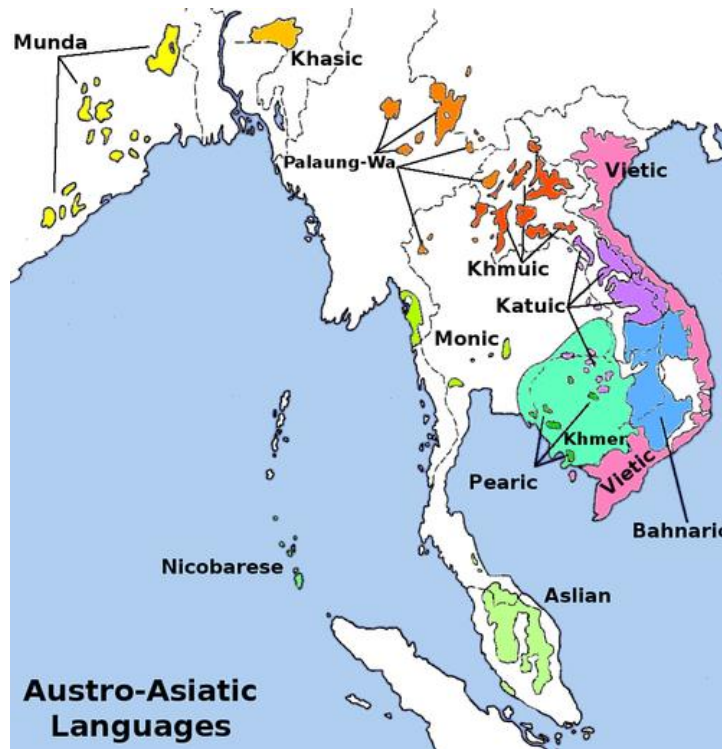 Munda
Khasic
Palaung-Wa
Vietic
Khmuic
Katuic
Monic
Khmer
Pearic
Vietic
Bahnaric
Nicobarese
Aslian
Austro-Asiatic
Languages